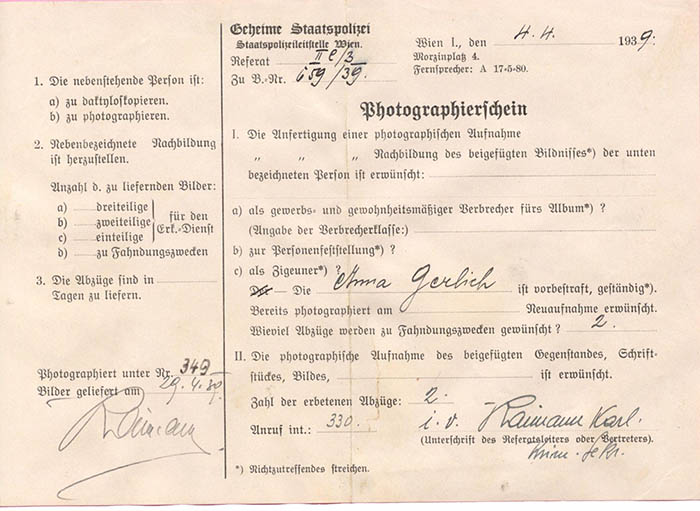 1. Die nebenstehende Person ist:
a) zu daktyloskopieren.
b) zu photographieren.
2. Nebenbezeichnete Nachbildung
ist herzustellen.
Anzahl d. zu liefernden Bilder:
a) ...... dreiteilige
b) ...... zweiteilige
c) ...... einteilige
für den
Erk.-Dienst
d) ...... zu Fahndungszwecken
3. Die Abzüge sind in
Tagen zu liefern.
Photographiert unter Nr. 349
Bilder geliefert am 29. 4. 39.
Raimann
Geheime Staatspolizei
Staatspolizeileitstelle Wien.
Referat II C/3
Zu B.-Nr. 659/39.
Wien I., den 4. 4. 1939.
Morzinplatz 4.
Fernsprecher: A 17-5-80.
Photographierschein
I. Die Anfertigung einer photographischen Aufnahme
„ „ „ Nachbildung des beigefügten Bildnisses*) der unten
bezeichneten Person ist erwünscht:
a) als gewerbs- und gewohnheitsmäßiger Verbrecher fürs Album*) ?
(Angabe der Verbrecherklasse:)
b) zur Personenfeststellung*) ?
c) als Zigeuner*) ?
Der — Die Anna Gerlich ist vorbestraft, geständig*).
Bereits photographiert am Neuaufnahme erwünscht.
Wieviel Abzüge werden zu Fahndungszwecken gewünscht ? 2.
II. Die photographische Aufnahme des beigefügten Gegenstandes, Schrift-
stückes, Bildes, ist erwünscht.
Zahl der erbetenen Abzüge: 2.
Anruf int.: 330. i. v. Raimann Karl.
(Unterschrift des Referatsleiters oder Vertreters).
Krim. Sekr.
*) Nichtzutreffendes streichen.